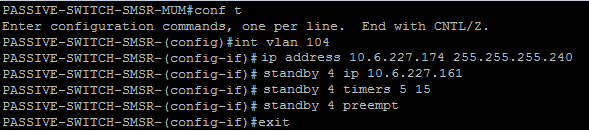 PASSIVE-SWITCH-SMSR-MUM#conf t
Enter configuration commands, one per line.  End with CNTL/Z.
PASSIVE-SWITCH-SMSR-(config)#int vlan 104
PASSIVE-SWITCH-SMSR-(config-if)# ip address 10.6.227.174 255.255.255.240
PASSIVE-SWITCH-SMSR-(config-if)# standby 4 ip 10.6.227.161
PASSIVE-SWITCH-SMSR-(config-if)# standby 4 timers 5 15
PASSIVE-SWITCH-SMSR-(config-if)# standby 4 preempt
PASSIVE-SWITCH-SMSR-(config-if)#exit